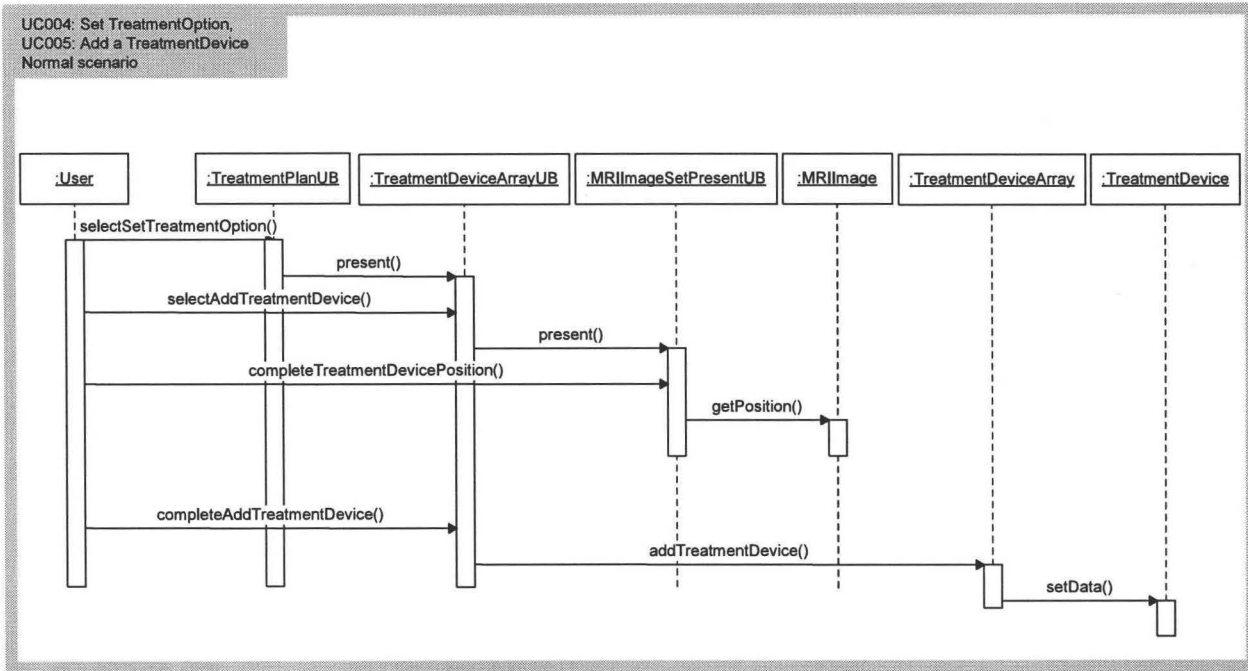 UC004: Set TreatmentOption,
UC005: Add a TreatmentDevice
Normal scenario
:User
:TreatmentPlanUB
:TreatmentDeviceArrayUB
:MRIImageSetPresentUB
:MRIImage
:TreatmentDeviceArray
:TreatmentDevice
selectSetTreatmentOption()
present()
selectAddTreatmentDevice()
present()
completeTreatmentDevicePosition()
getPosition()
completeAddTreatmentDevice()
addTreatmentDevice()
setData()